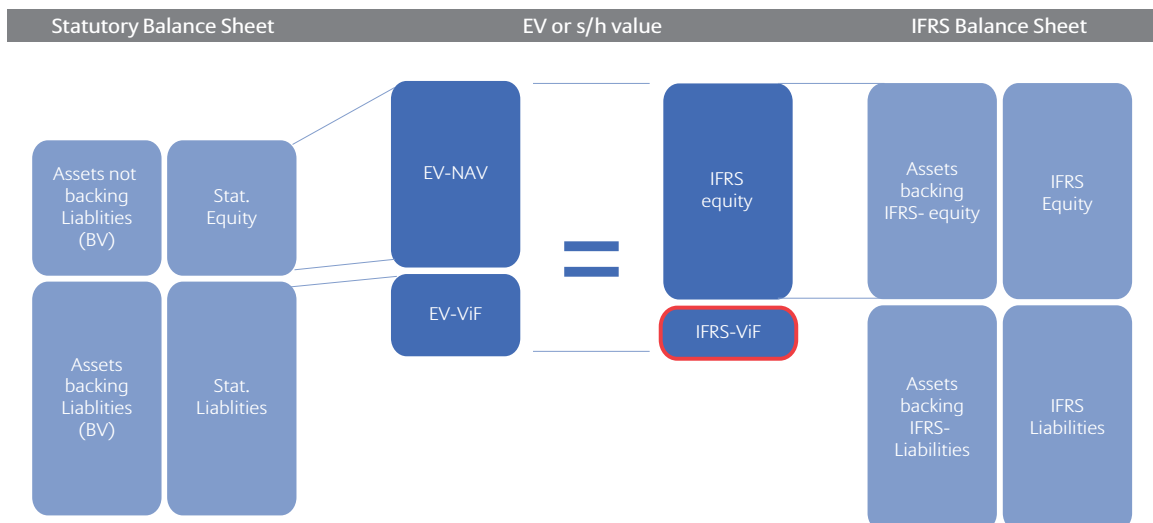 Statutory Balance Sheet
EV or s/h value
IFRS Balance Sheet
Assets not
backing
Liablities
(BV)
Stat.
Equity
EV-NAV
IFRS
equity
Assets
backing
IFRS- equity
IFRS
Equity
=
EV-ViF
IFRS-ViF
Assets
backing
Liablities
(BV)
Stat.
Liablities
Assets
backing
IFRS-
Liabilities
IFRS
Liabilities